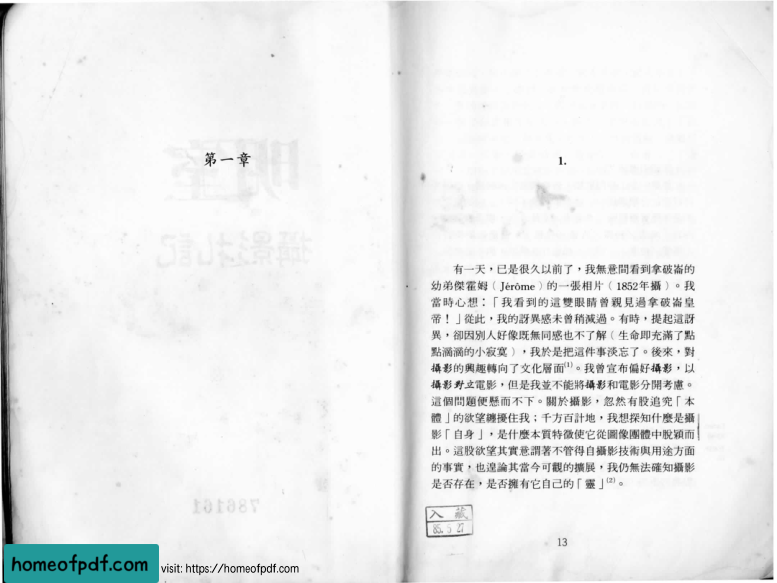 第一章
1.
有一天，已是很久以前了，我無意間看到拿破崙的
幼弟傑霍姆（Jérôme）的一張相片（1852年攝）。我
當時心想：「我看到的這雙眼睛曾親見過拿破崙皇
帝！」從此，我的訝異感未曾稍減過。有時，提起這訝
異，卻因別人好像既無同感也不了解（生命即充滿了點
點滴滴的小寂寞），我於是把這件事淡忘了。後來，對
攝影的興趣轉向了文化層面(1)。我曾宣布偏好攝影，以
攝影對立電影，但是我並不能將攝影和電影分開考慮。
這個問題便懸而不下。關於攝影，忽然有股追究「本
體」的欲望纏擾住我；千方百計地，我想探知什麼是攝
影「自身」，是什麼本質特徵使它從圖像團體中脫穎而
出。這股欲望其實意謂著不管得自攝影技術與用途方面
的事實，也遑論其當今可觀的擴展，我仍無法確知攝影
是否存在，是否擁有它自己的「靈」(2)。
入藏
85. 5 27
13
明室
攝影札記
786161
homeofpdf.com
visit: https://homeofpdf.com